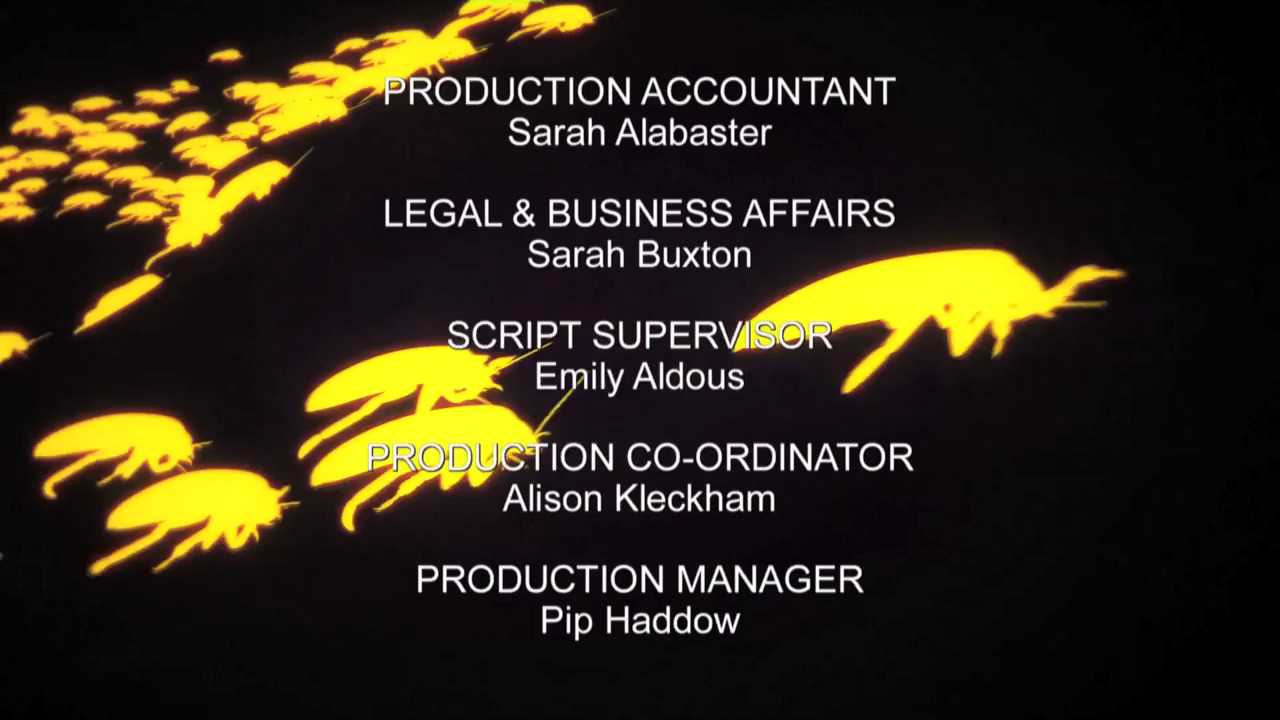 PRODUCTION ACCOUNTANT
Sarah Alabaster
LEGAL & BUSINESS AFFAIRS
Sarah Buxton
SCRIPT SUPERVISOR
Emily Aldous
PRODUCTION CO-ORDINATOR
Alison Kleckham
PRODUCTION MANAGER
Pip Haddow